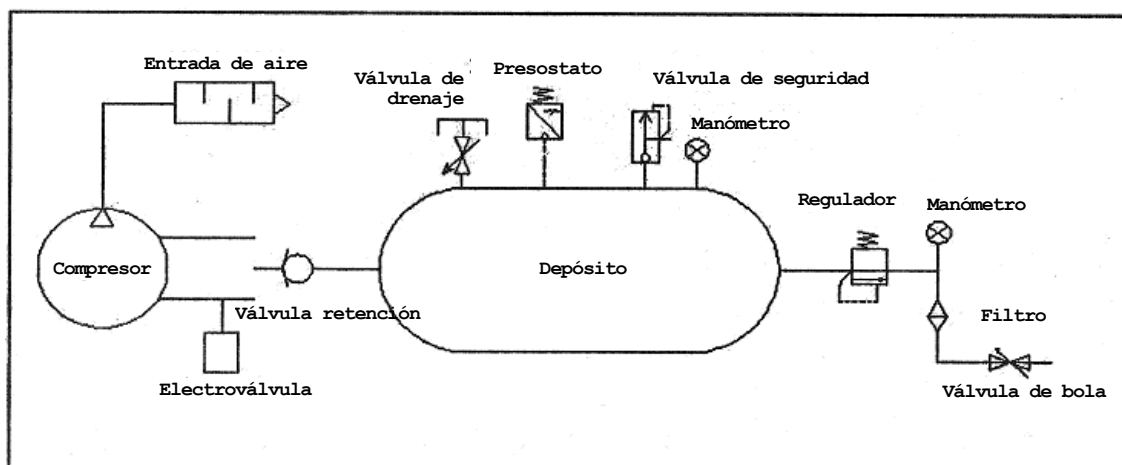 Entrada de aire
Válvula de
drenaje
Presostato
Válvula de seguridad
Manómetro
Regulador
Manómetro
Compresor
Depósito
Válvula retención
Filtro
Electroválvula
Válvula de bola